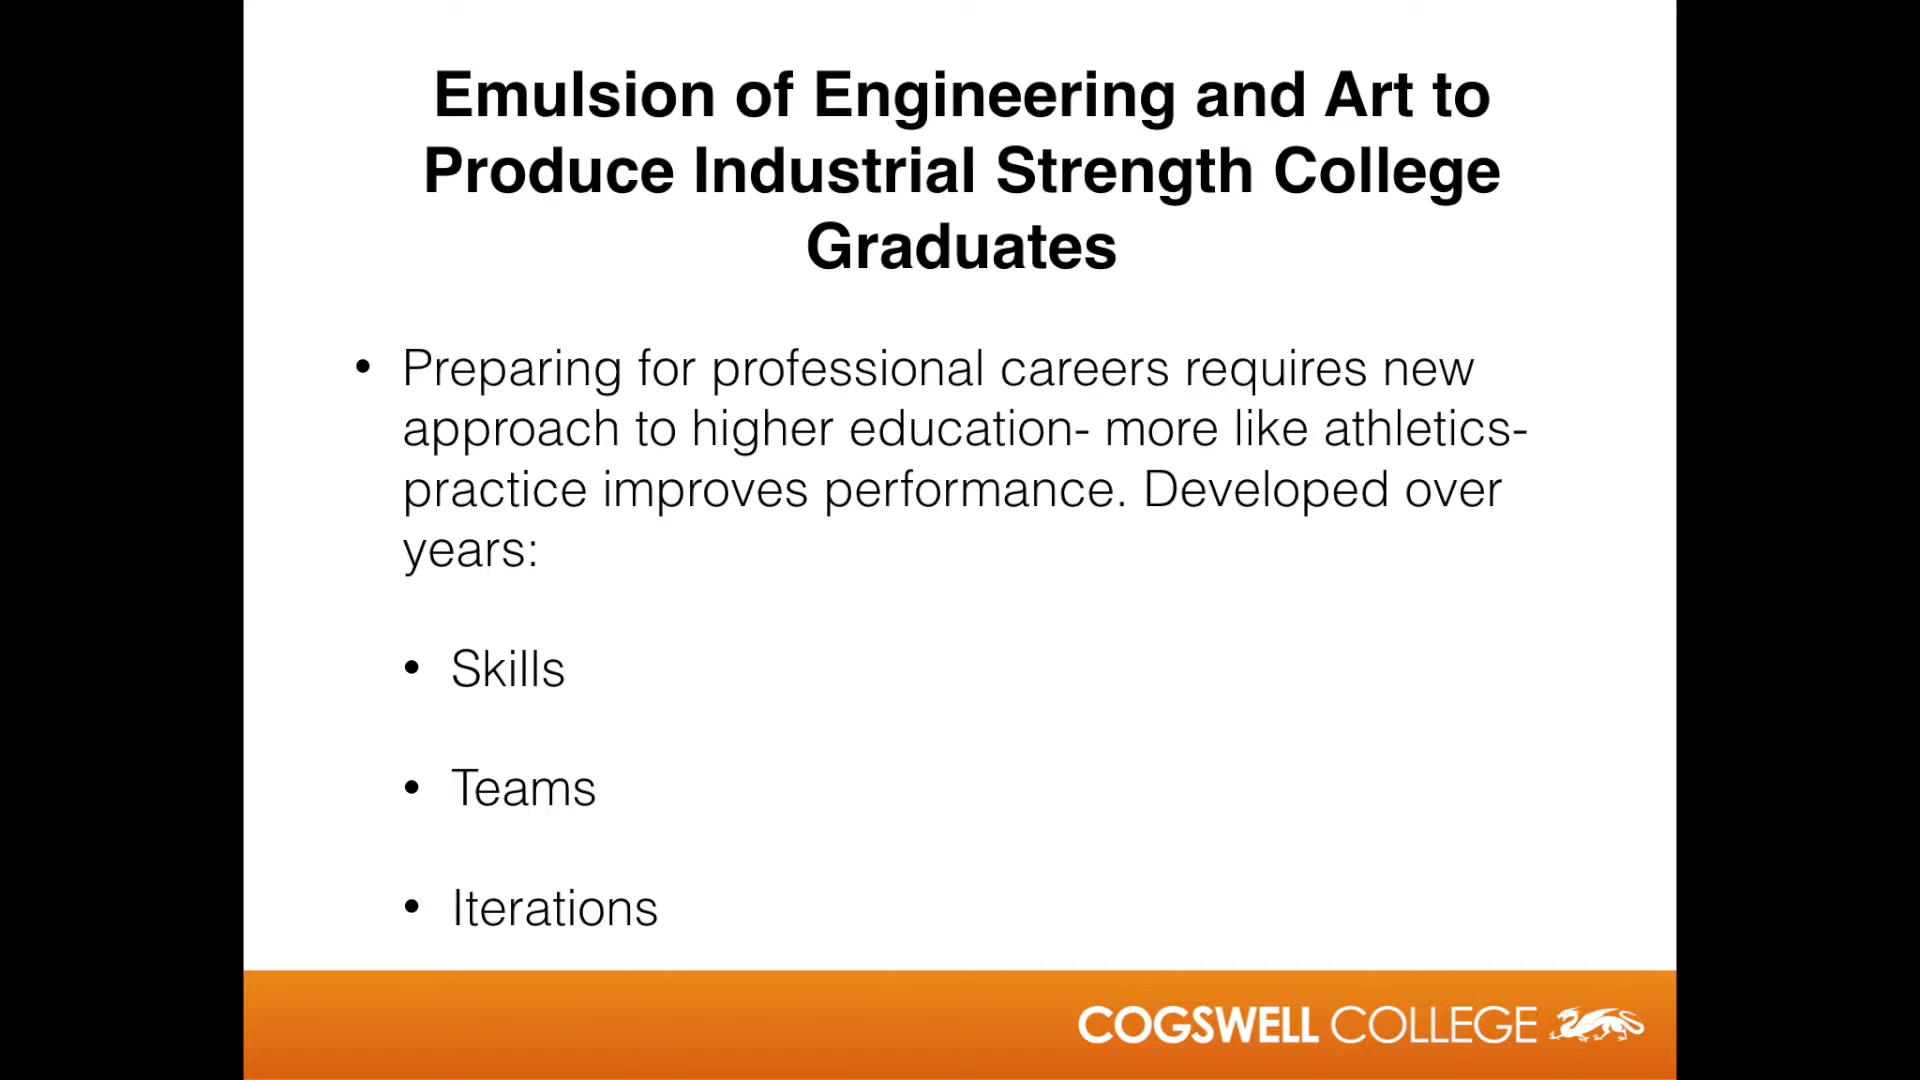 Emulsion of Engineering and Art to
Produce Industrial Strength College
Graduates
• Preparing for professional careers requires new
approach to higher education- more like athletics-
practice improves performance. Developed over
years:
• Skills
• Teams
• Iterations
COGSWELL COLLEGE